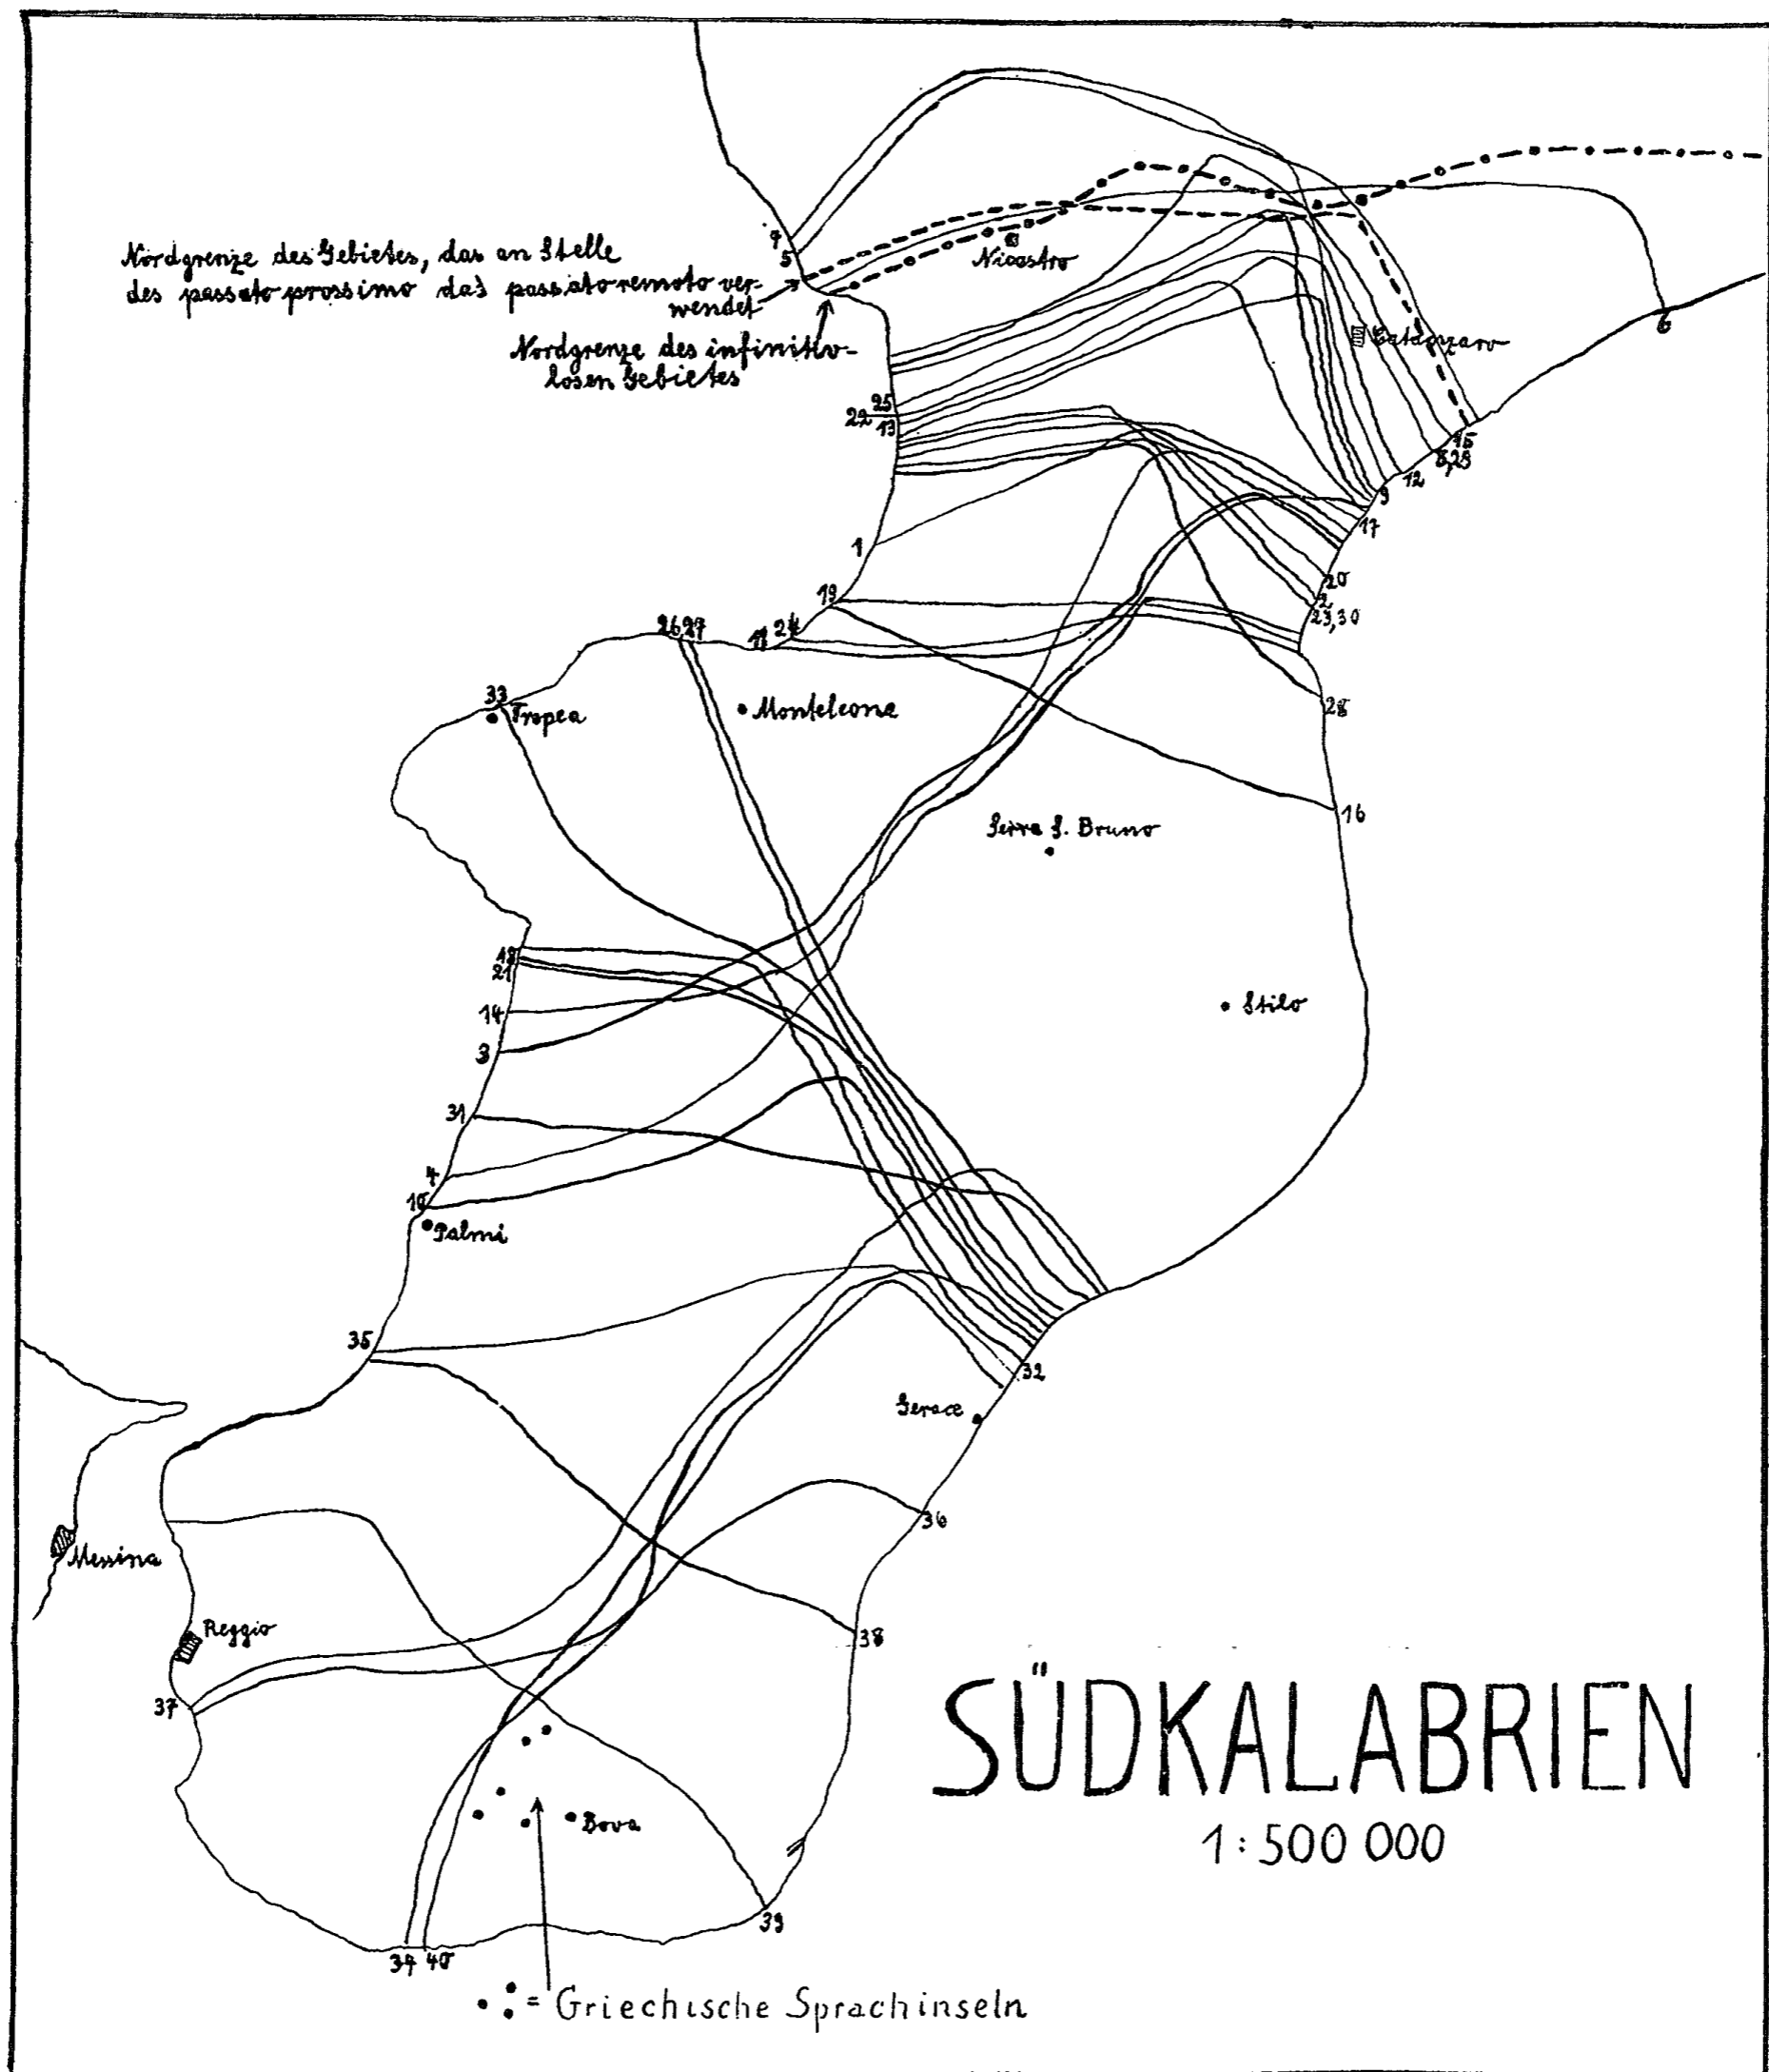 Nordgrenze des Gebietes, das an Stelle
des passato prossimo das passato remoto ver-
wendet
Nordgrenze des infinitiv-
losen Gebietes
Nicastro
Catanzaro
7
5
6
25
22
13
15
8,29
12
9
17
1
20
2
23,30
19
24
11
26,27
28
33
Tropea
Monteleone
16
Serra S. Bruno
18
21
14
3
Stilo
31
4
10
Palmi
35
32
Gerace
36
Messina
Reggio
38
37
SÜDKALABRIEN
1:500 000
Bova
39
34 40
= Griechische Sprachinseln